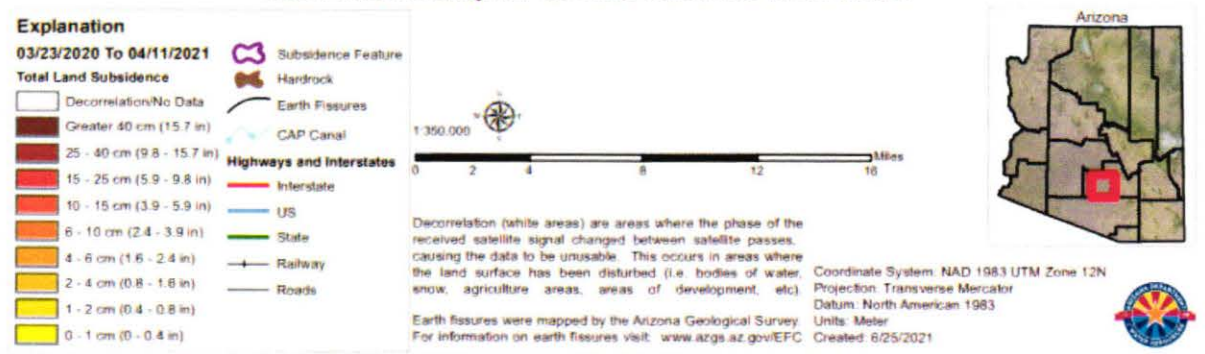 Explanation
03/23/2020 To 04/11/2021
Total Land Subsidence
Decorrelation/No Data
Greater 40 cm (15.7 in)
25 - 40 cm (9.8 - 15.7 in)
15 - 25 cm (5.9 - 9.8 in)
10 - 15 cm (3.9 - 5.9 in)
6 - 10 cm (2.4 - 3.9 in)
4 - 6 cm (1.6 - 2.4 in)
2 - 4 cm (0.8 - 1.6 in)
1 - 2 cm (0.4 - 0.8 in)
0 - 1 cm (0 - 0.4 in)
Subsidence Feature
Hardrock
Earth Fissures
CAP Canal
Highways and Interstates
Interstate
US
State
Railway
Roads
1:350,000
Miles
0 2 4 8 12 16
Decorrelation (white areas) are areas where the phase of the
received satellite signal changed between satellite passes,
causing the data to be unusable. This occurs in areas where
the land surface has been disturbed (i.e. bodies of water,
snow, agriculture areas, areas of development, etc).
Earth fissures were mapped by the Arizona Geological Survey.
For information on earth fissures visit: www.azgs.az.gov/EFC
Arizona
Coordinate System: NAD 1983 UTM Zone 12N
Projection: Transverse Mercator
Datum: North American 1983
Units: Meter
Created: 6/25/2021